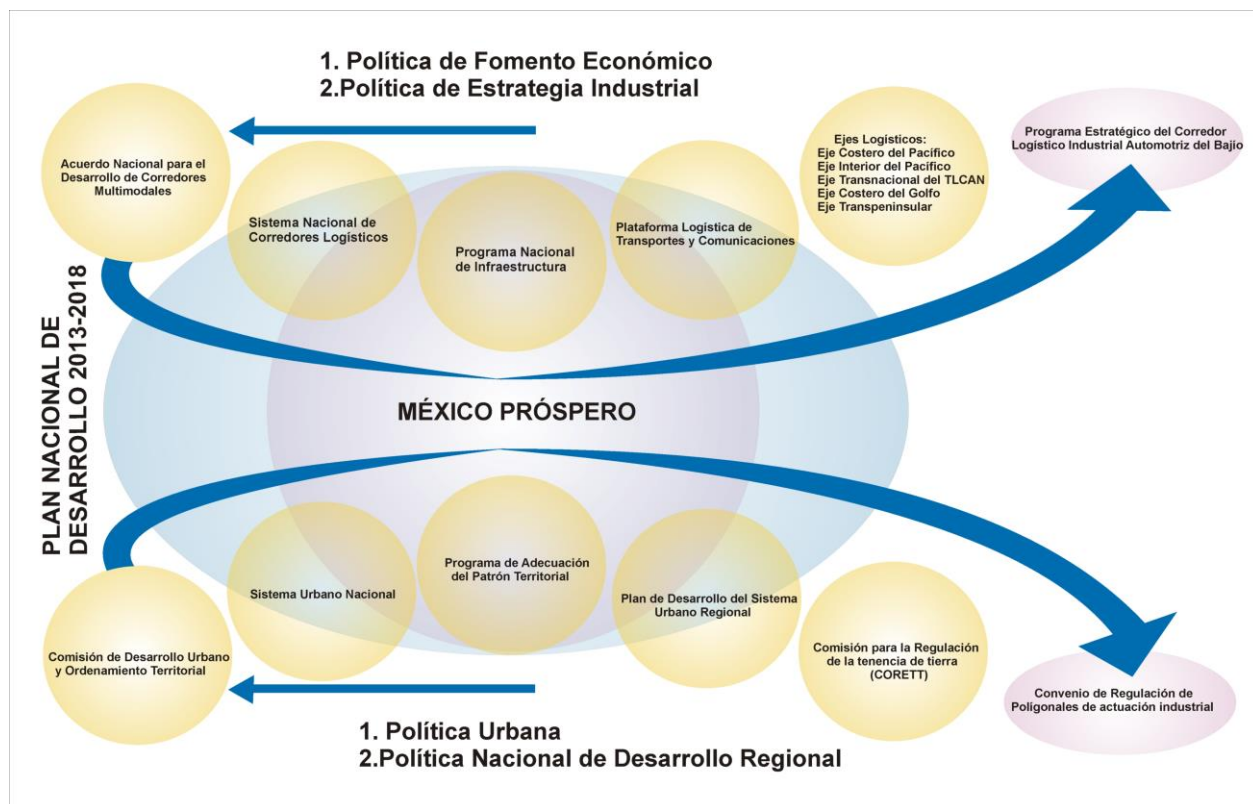 1. Política de Fomento Económico
2.Política de Estrategia Industrial
Acuerdo Nacional para el
Desarrollo de Corredores
Multimodales
Sistema Nacional de
Corredores Logísticos
Programa Nacional
de Infraestructura
Plataforma Logística de
Transportes y Comunicaciones
Ejes Logísticos:
Eje Costero del Pacífico
Eje Interior del Pacífico
Eje Transnacional del TLCAN
Eje Costero del Golfo
Eje Transpeninsular
Programa Estratégico del Corredor
Logístico Industrial Automotriz del Bajío
PLAN NACIONAL DE
DESARROLLO 2013-2018
MÉXICO PRÓSPERO
Comisión de Desarrollo Urbano
y Ordenamiento Territorial
Sistema Urbano Nacional
Programa de Adecuación
del Patrón Territorial
Plan de Desarrollo del Sistema
Urbano Regional
Comisión para la Regulación
de la tenencia de tierra
(CORETT)
Convenio de Regulación de
Polígonales de actuación industrial
1. Política Urbana
2.Política Nacional de Desarrollo Regional